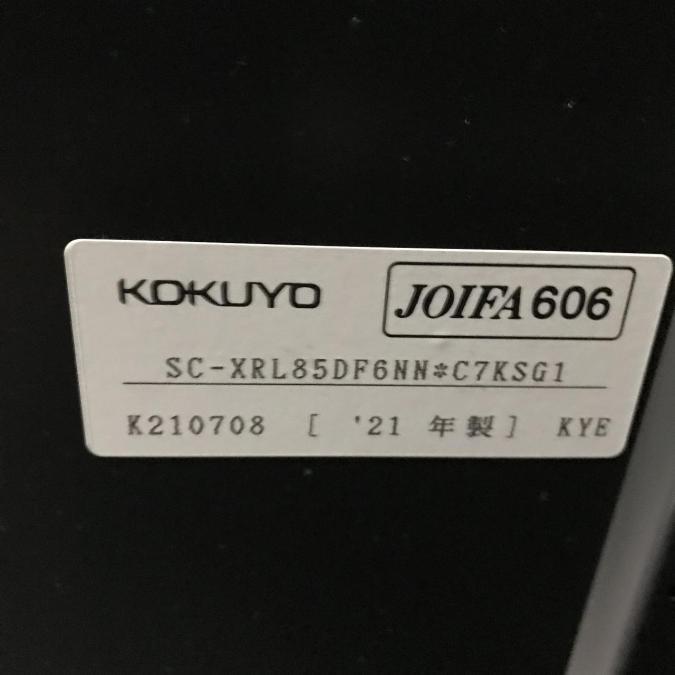 KOKUYO JOIFA 606
SC-XRL85DF6NN*C7KSG1
K210708 [ '21 年製] KYE